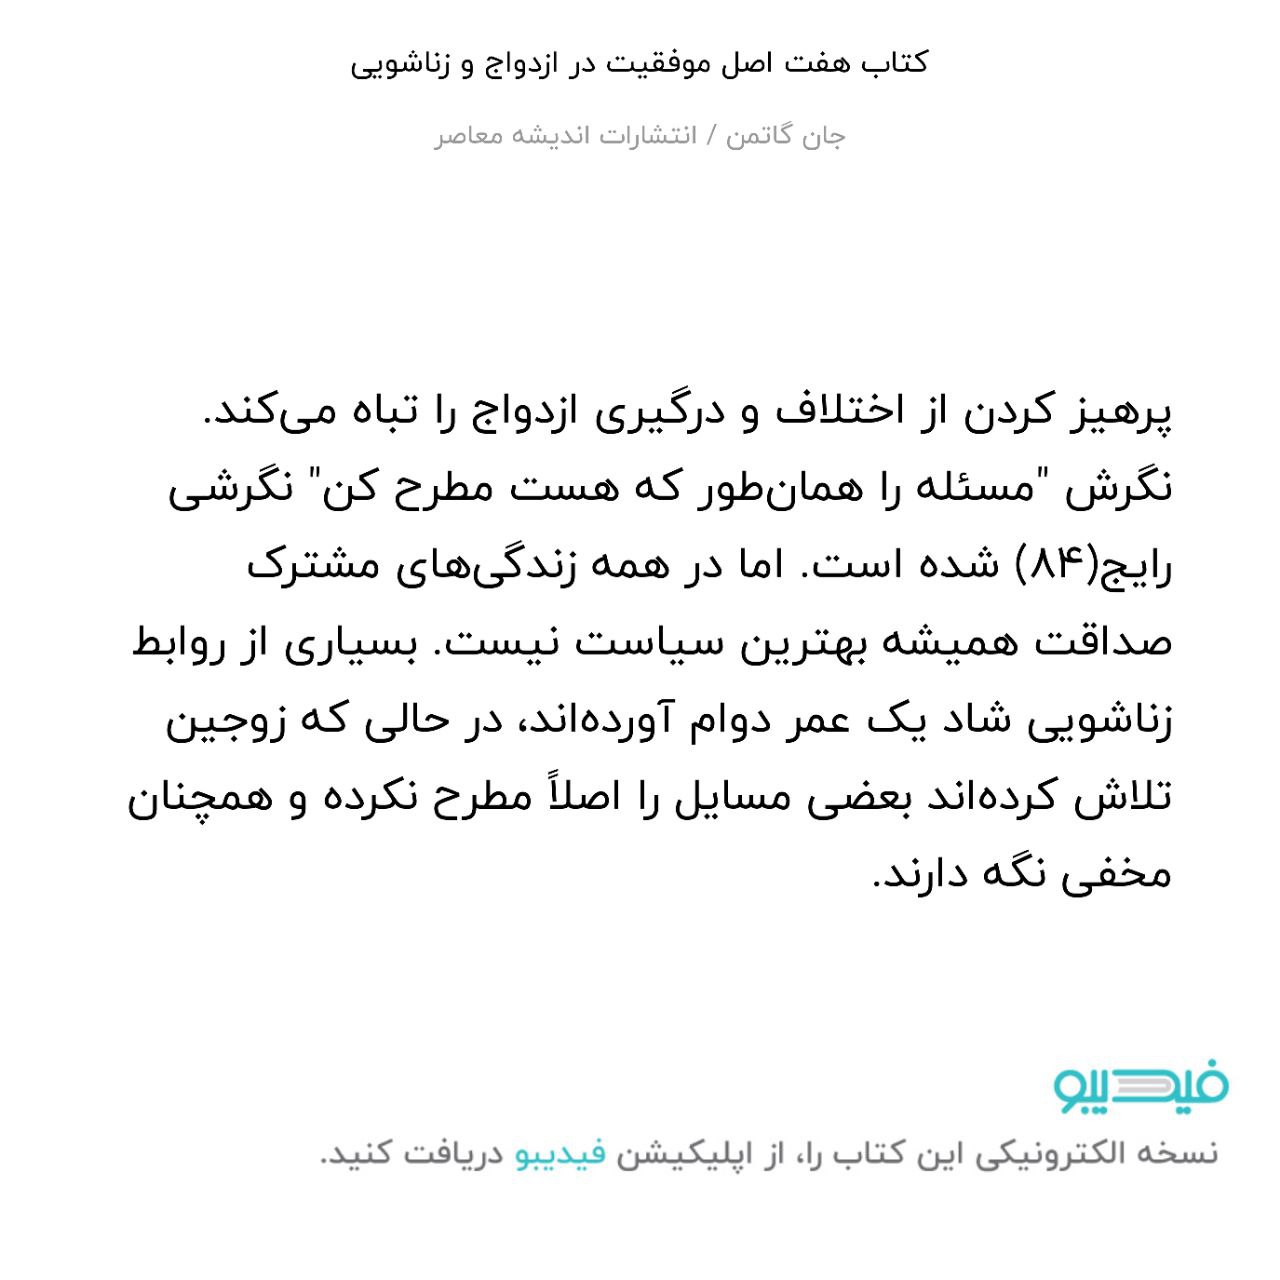 کتاب هفت اصل موفقیت در ازدواج و زناشویی
جان گاتمن / انتشارات اندیشه معاصر
پرهیز کردن از اختلاف و درگیری ازدواج را تباه می‌کند.
نگرش "مسئله را همان‌طور که هست مطرح کن" نگرشی
رایج(۸۴) شده است. اما در همه زندگی‌های مشترک
صداقت همیشه بهترین سیاست نیست. بسیاری از روابط
زناشویی شاد یک عمر دوام آورده‌اند، در حالی که زوجین
تلاش کرده‌اند بعضی مسایل را اصلاً مطرح نکرده و همچنان
مخفی نگه دارند.
فیدیبو
نسخه الکترونیکی این کتاب را، از اپلیکیشن فیدیبو دریافت کنید.